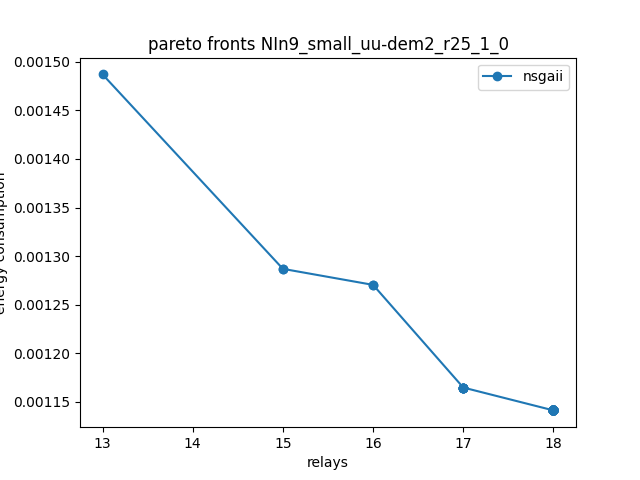 pareto fronts NIn9_small_uu-dem2_r25_1_0
nsgaii
0.00150
0.00145
0.00140
0.00135
0.00130
0.00125
0.00120
0.00115
energy consumption
13 14 15 16 17 18
relays